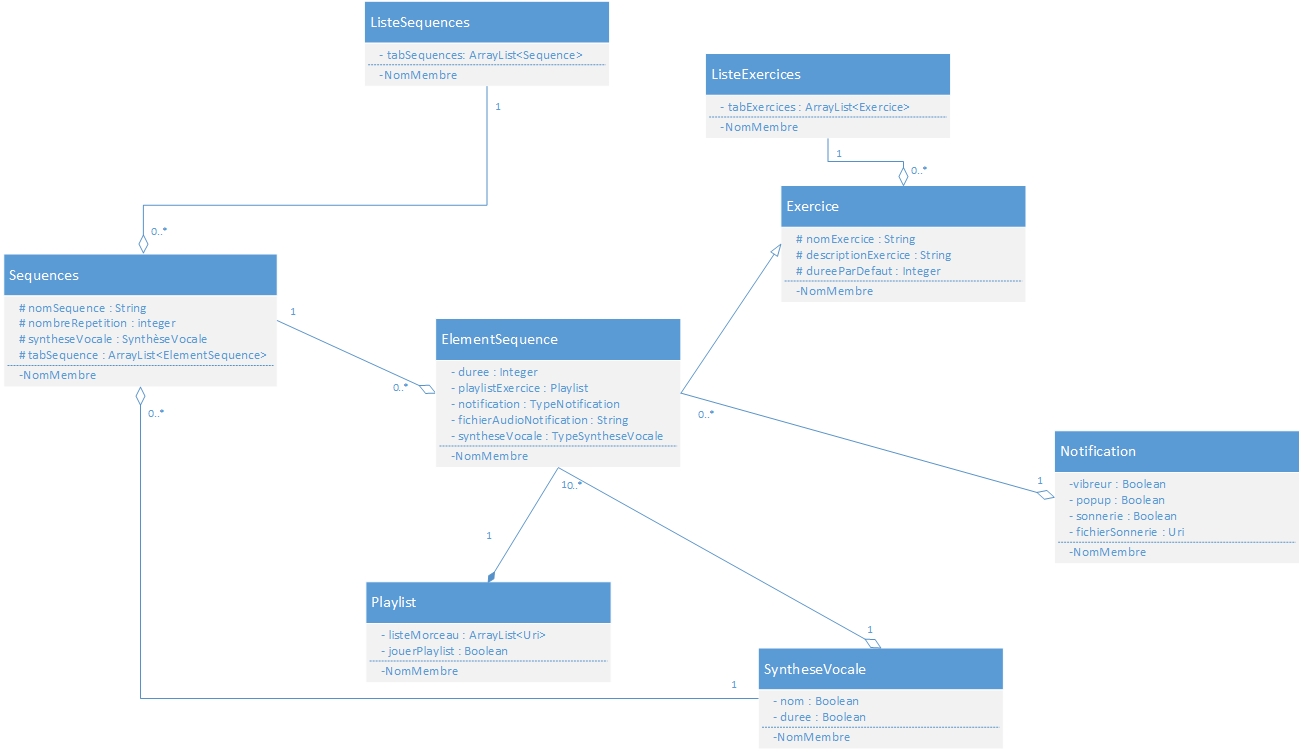 ListeSequences
- tabSequences: ArrayList<Sequence>
-NomMembre
1
ListeExercices
- tabExercices : ArrayList<Exercice>
-NomMembre
1
0..*
Exercice
# nomExercice : String
# descriptionExercice : String
# dureeParDefaut : Integer
-NomMembre
0..*
Sequences
# nomSequence : String
# nombreRepetition : integer
# syntheseVocale : SynthèseVocale
# tabSequence : ArrayList<ElementSequence>
-NomMembre
1
0..*
0..*
ElementSequence
- duree : Integer
- playlistExercice : Playlist
- notification : TypeNotification
- fichierAudioNotification : String
- syntheseVocale : TypeSyntheseVocale
-NomMembre
0..*
1
Notification
-vibreur : Boolean
- popup : Boolean
- sonnerie : Boolean
- fichierSonnerie : Uri
-NomMembre
1
0..*
1
Playlist
- listeMorceau : ArrayList<Uri>
- jouerPlaylist : Boolean
-NomMembre
1
1
SyntheseVocale
- nom : Boolean
- duree : Boolean
-NomMembre